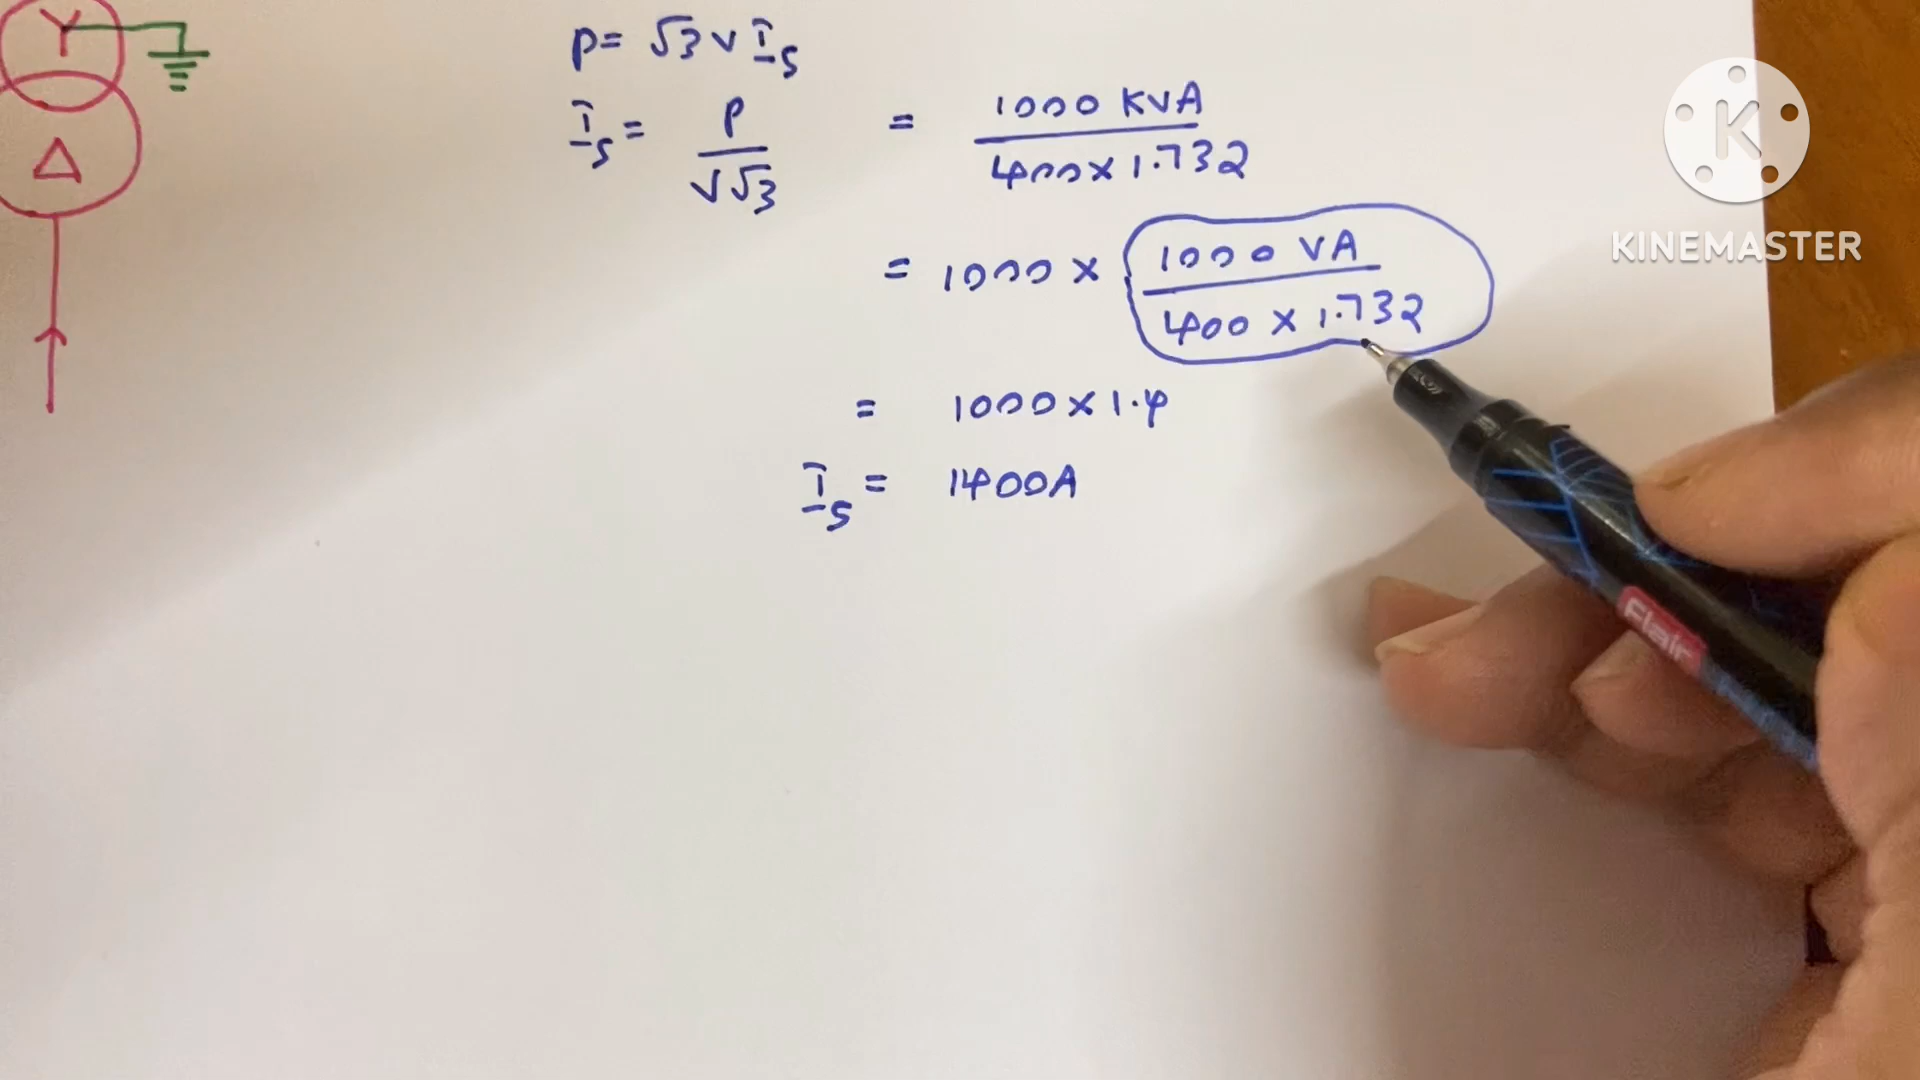 Y
Δ
P = √3 V I_S
I_S = P / V√3 = 1000 KVA / 400 × 1.732
= 1000 × 1000 VA / 400 × 1.732
= 1000 × 1.4
I_S = 1400A
K
KINEMASTER
Flair